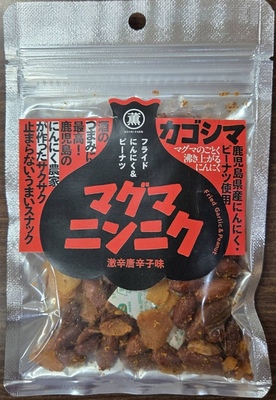 薫
フライド
にんにく&
ピーナツ
カゴシマ
マグマのごとく
沸き上がる
にんにく
鹿児島県産にんにく・
ピーナツ使用
酒の
つまみに
最高！
鹿児島の
にんにく農家
が作ったサクサク
止まらないうまいスナック
マグマ
ニンニク
Fried Garlic & Peanut
激辛唐辛子味